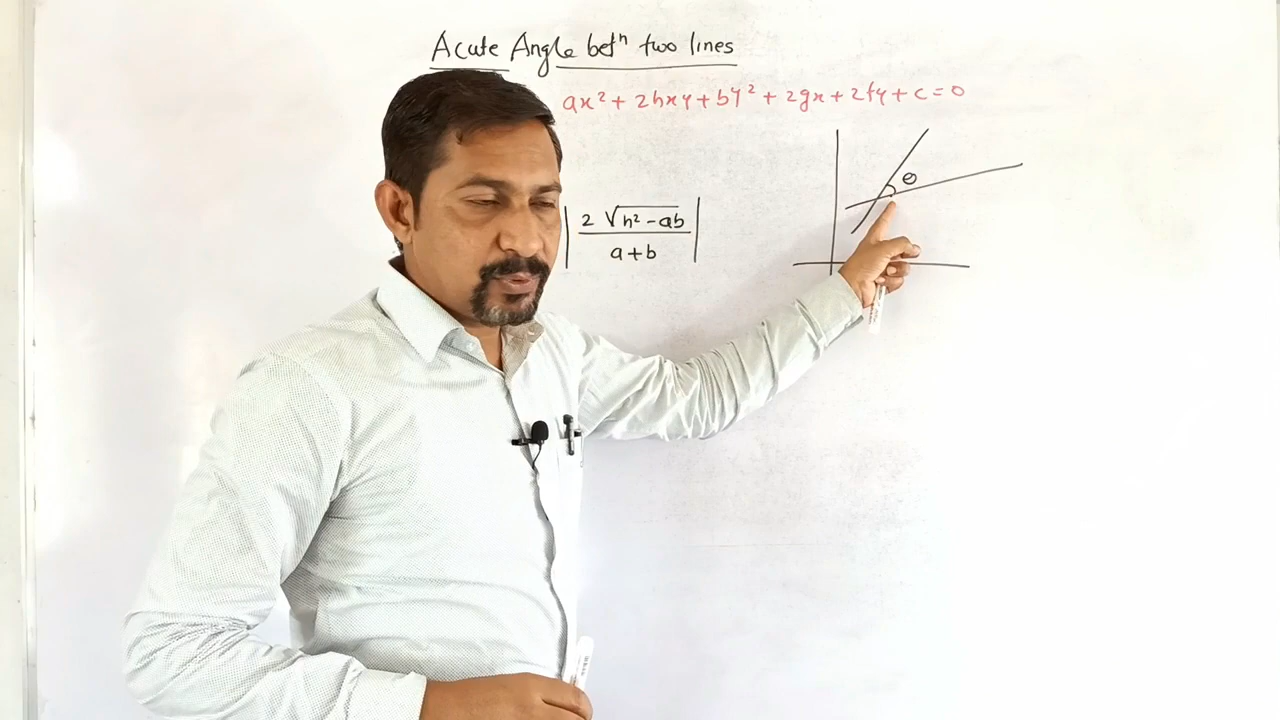 Acute Angle betⁿ two lines
ax² + 2hxy + by² + 2gx + 2fy + c = 0
θ
| 2 √h² - ab / a + b |